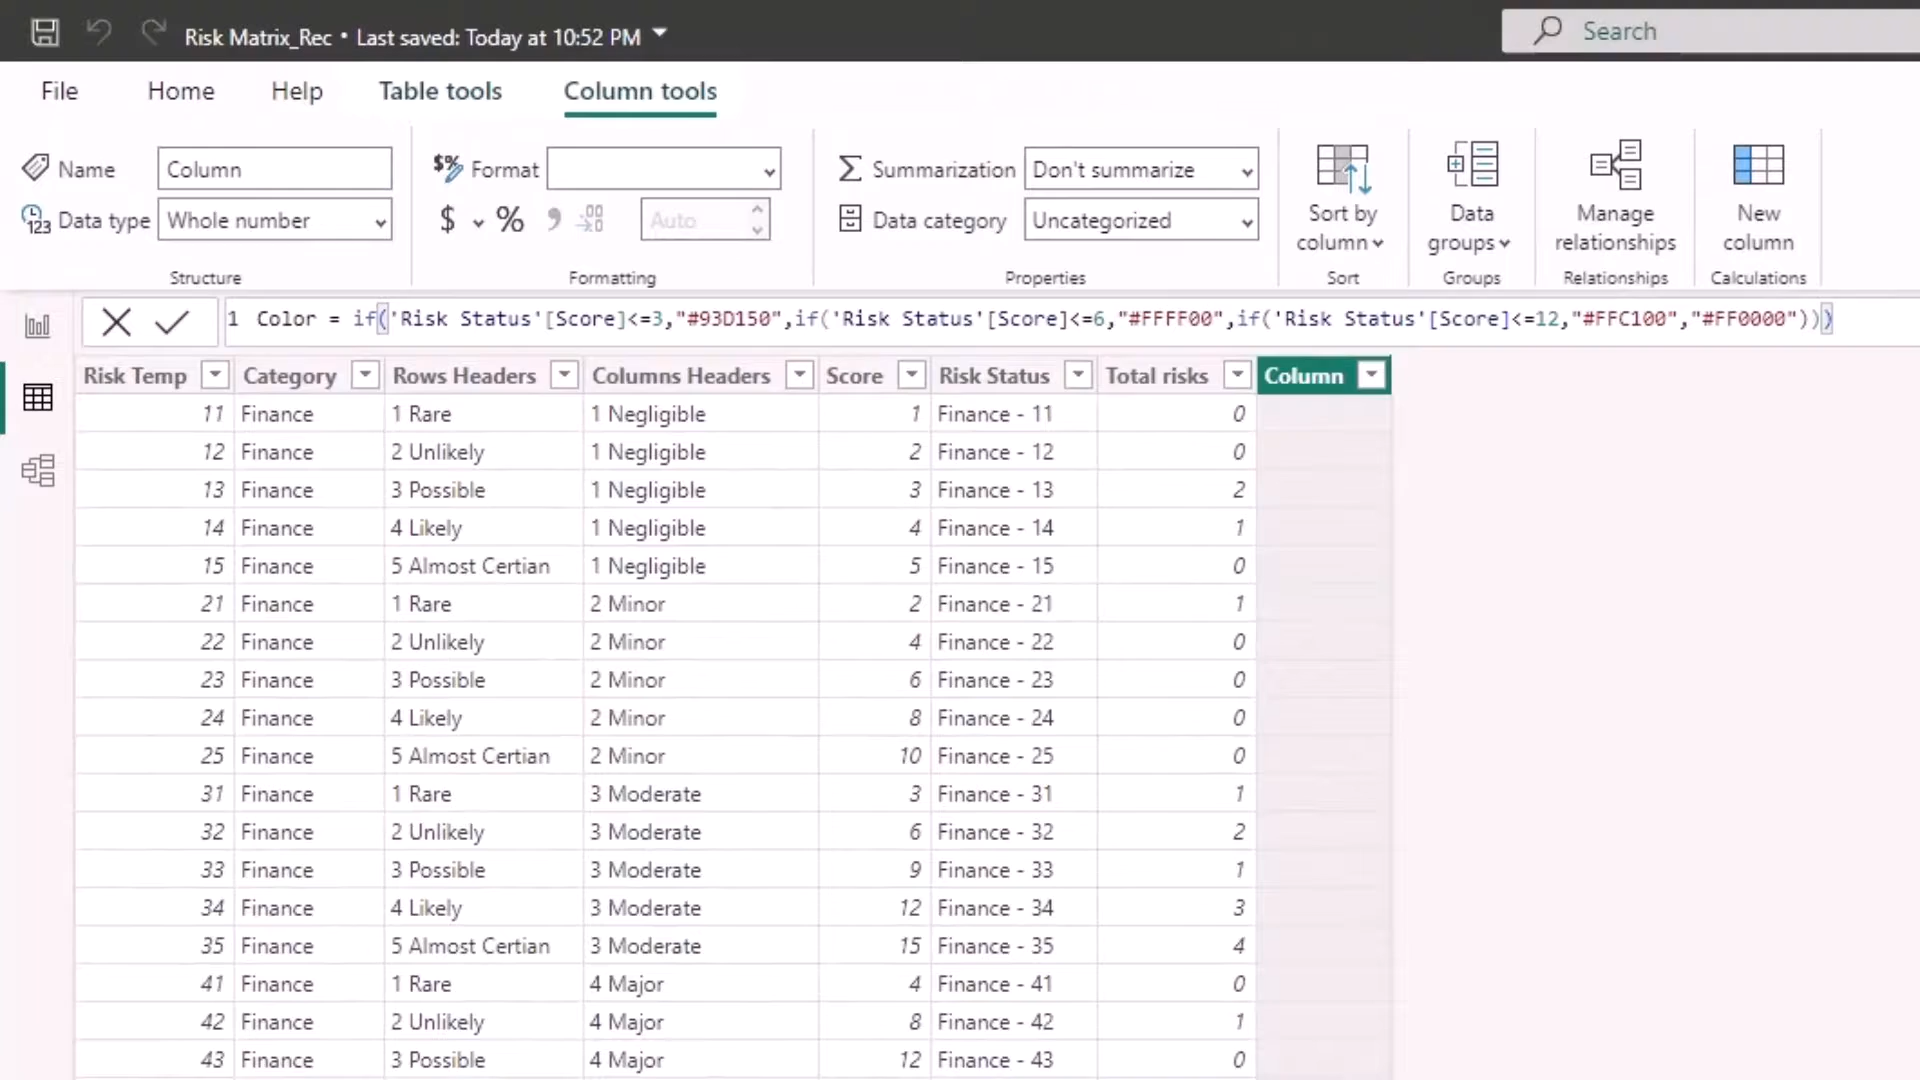 Risk Matrix_Rec • Last saved: Today at 10:52 PM
Search
File Home Help Table tools Column tools
Name Column
$% Format
Summarization Don't summarize
Data type Whole number
$ % Auto
Data category Uncategorized
Sort by column
Data groups
Manage relationships
New column
Structure Formatting Properties Sort Groups Relationships Calculations
1 Color = if('Risk Status'[Score]<=3,"#93D150",if('Risk Status'[Score]<=6,"#FFFF00",if('Risk Status'[Score]<=12,"#FFC100","#FF0000")))
Risk Temp Category Rows Headers Columns Headers Score Risk Status Total risks Column
11 Finance 1 Rare 1 Negligible 1 Finance - 11 0
12 Finance 2 Unlikely 1 Negligible 2 Finance - 12 0
13 Finance 3 Possible 1 Negligible 3 Finance - 13 2
14 Finance 4 Likely 1 Negligible 4 Finance - 14 1
15 Finance 5 Almost Certian 1 Negligible 5 Finance - 15 0
21 Finance 1 Rare 2 Minor 2 Finance - 21 1
22 Finance 2 Unlikely 2 Minor 4 Finance - 22 0
23 Finance 3 Possible 2 Minor 6 Finance - 23 0
24 Finance 4 Likely 2 Minor 8 Finance - 24 0
25 Finance 5 Almost Certian 2 Minor 10 Finance - 25 0
31 Finance 1 Rare 3 Moderate 3 Finance - 31 1
32 Finance 2 Unlikely 3 Moderate 6 Finance - 32 2
33 Finance 3 Possible 3 Moderate 9 Finance - 33 1
34 Finance 4 Likely 3 Moderate 12 Finance - 34 3
35 Finance 5 Almost Certian 3 Moderate 15 Finance - 35 4
41 Finance 1 Rare 4 Major 4 Finance - 41 0
42 Finance 2 Unlikely 4 Major 8 Finance - 42 1
43 Finance 3 Possible 4 Major 12 Finance - 43 0